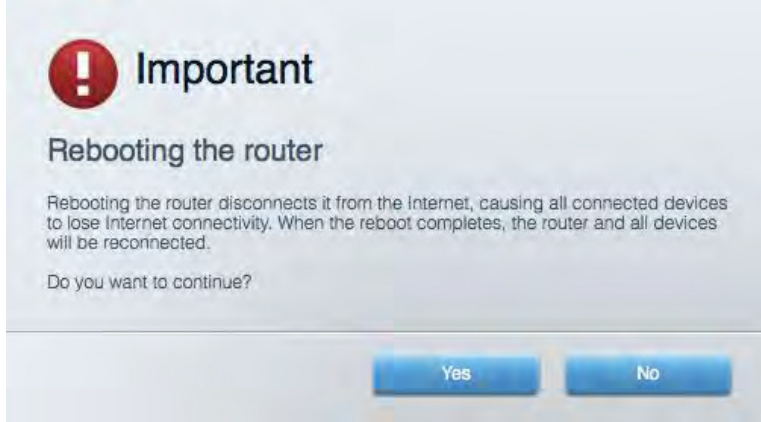 Important
Rebooting the router
Rebooting the router disconnects it from the Internet, causing all connected devices
to lose Internet connectivity. When the reboot completes, the router and all devices
will be reconnected.
Do you want to continue?
Yes
No